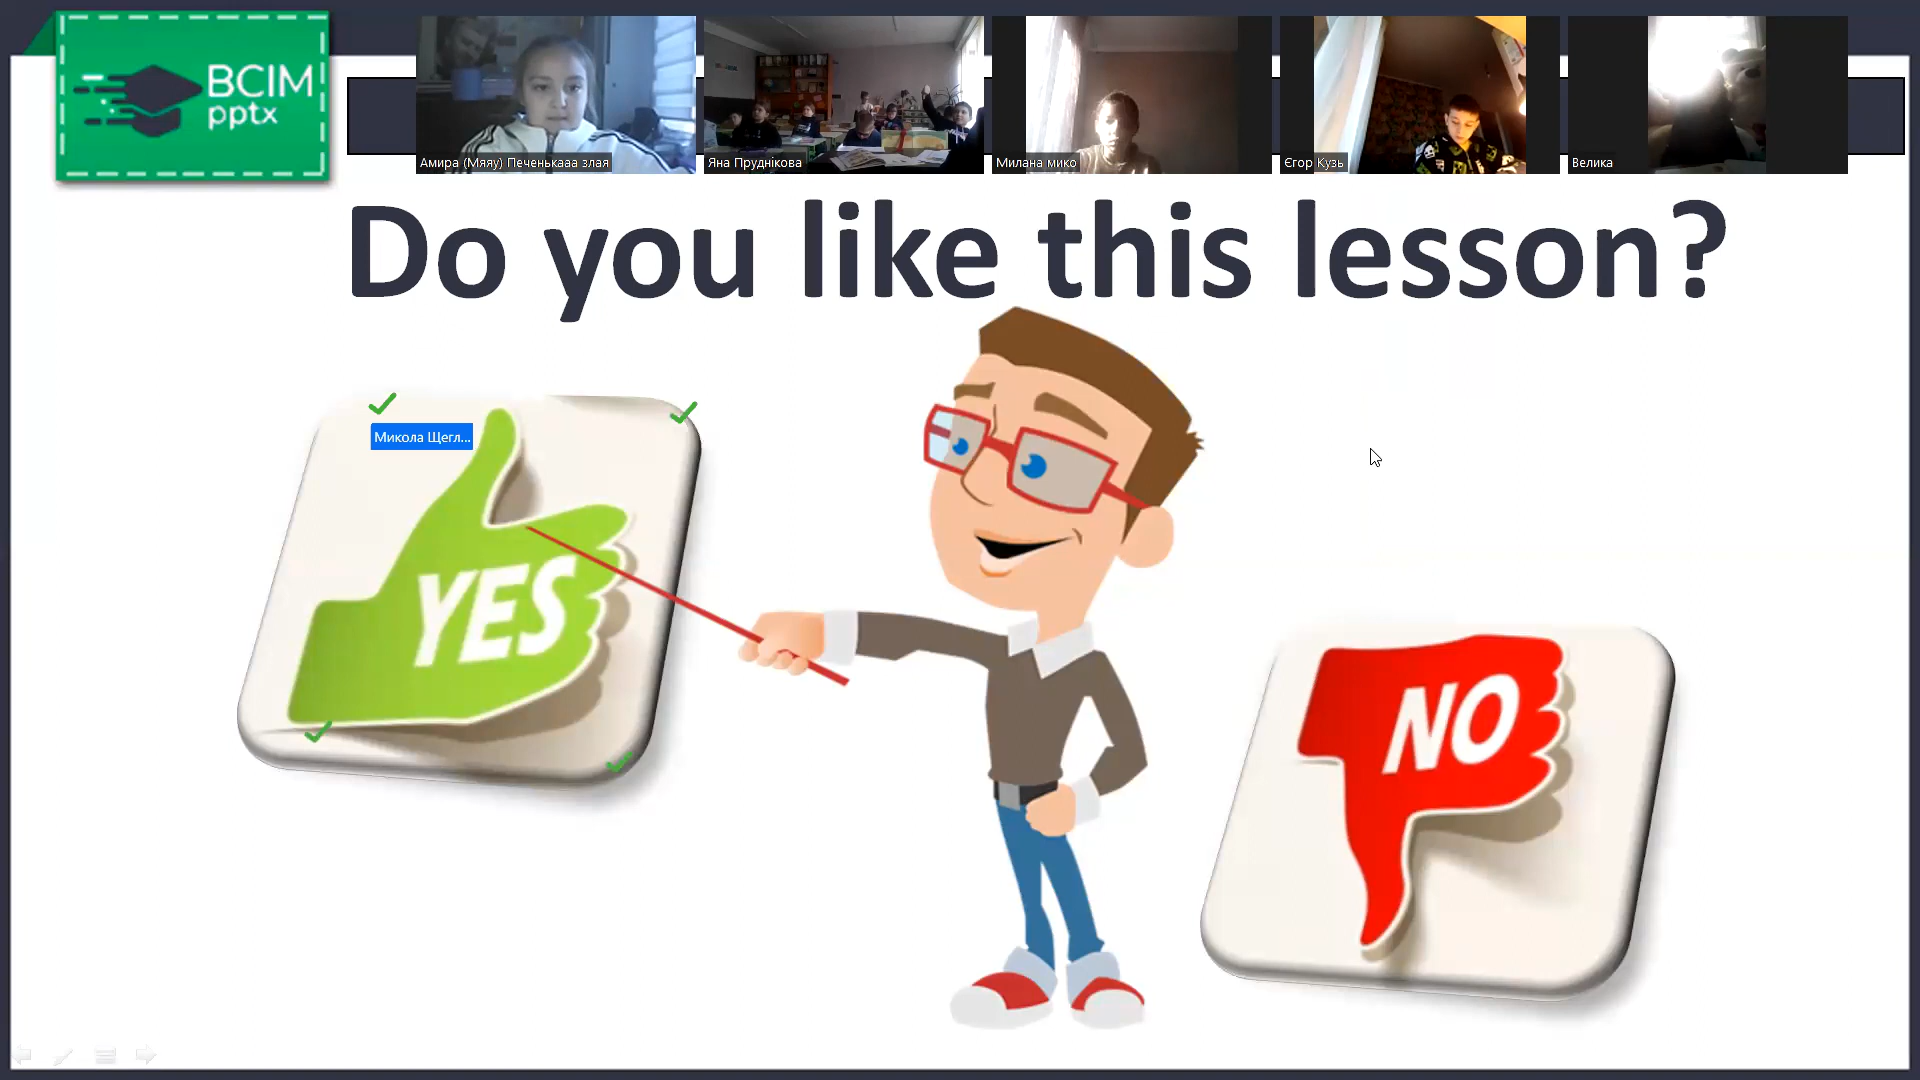 ВСІМ
pptx
Амира (Мяяу) Печенькааа злая
Яна Пруднікова
Милана мико
Єгор Кузь
Велика
Do you like this lesson?
Микола Щегл...
YES
NO